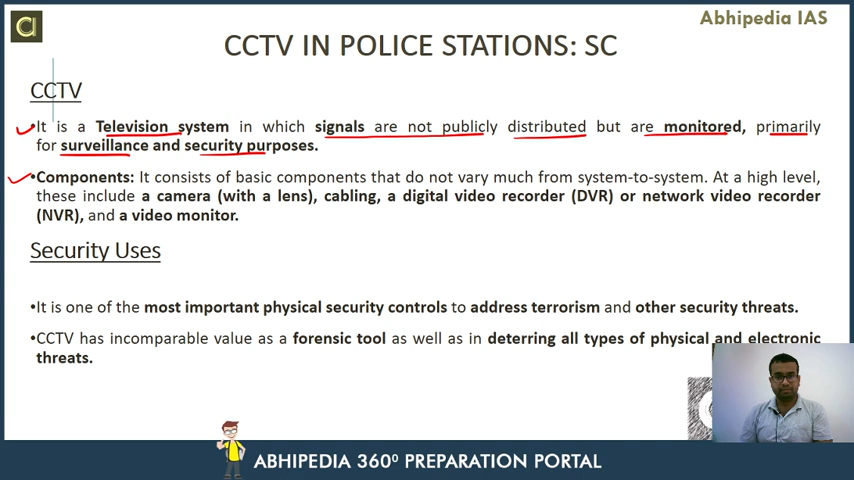 Abhipedia IAS
CCTV IN POLICE STATIONS: SC
CCTV
•It is a Television system in which signals are not publicly distributed but are monitored, primarily
for surveillance and security purposes.
•Components: It consists of basic components that do not vary much from system-to-system. At a high level,
these include a camera (with a lens), cabling, a digital video recorder (DVR) or network video recorder
(NVR), and a video monitor.
Security Uses
•It is one of the most important physical security controls to address terrorism and other security threats.
•CCTV has incomparable value as a forensic tool as well as in deterring all types of physical and electronic
threats.
ABHIPEDIA 360⁰ PREPARATION PORTAL